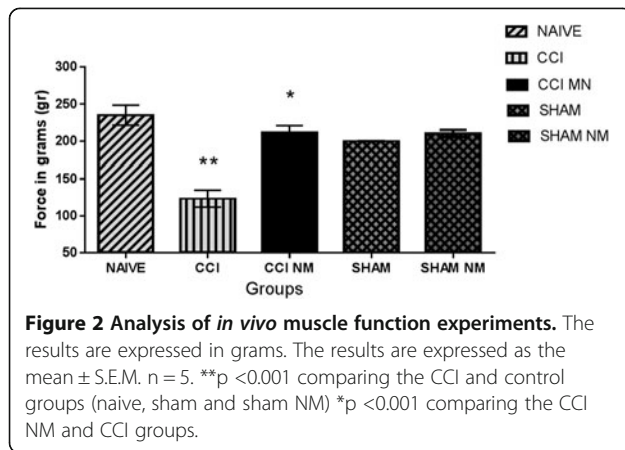 NAIVE
CCI
CCI MN
SHAM
SHAM NM
300
250
200
150
100
50
*
**
Force in grams (gr)
NAIVE CCI CCI NM SHAM SHAM NM
Groups
Figure 2 Analysis of in vivo muscle function experiments. The
results are expressed in grams. The results are expressed as the
mean ± S.E.M. n = 5. **p <0.001 comparing the CCI and control
groups (naive, sham and sham NM) *p <0.001 comparing the CCI
NM and CCI groups.